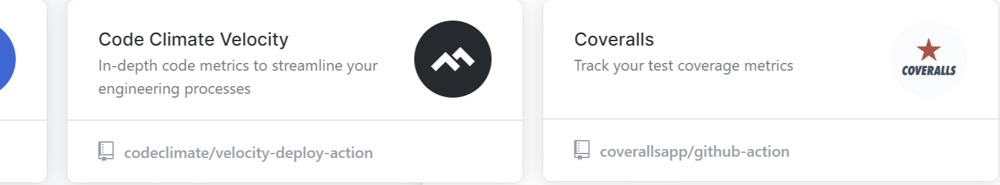 Code Climate Velocity
In-depth code metrics to streamline your
engineering processes
codeclimate/velocity-deploy-action
Coveralls
Track your test coverage metrics
COVERALLS
coverallsapp/github-action